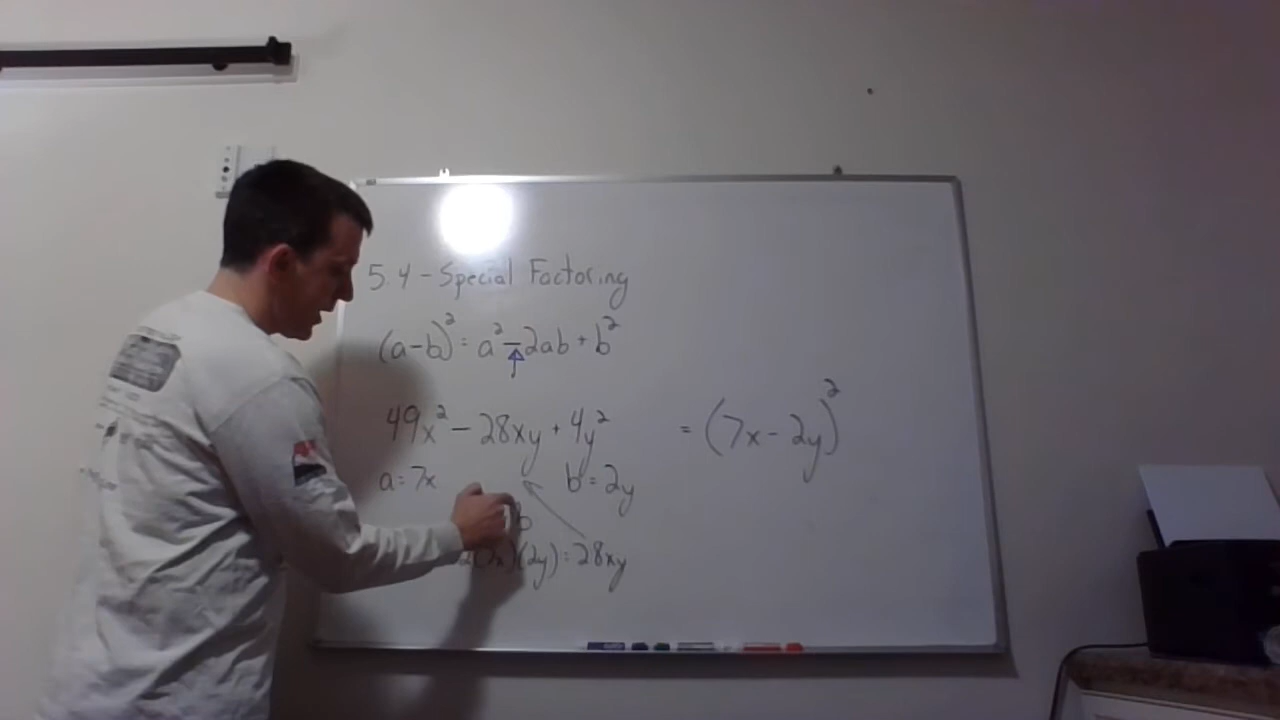 5.4 - Special Factoring
(a-b)² = a² - 2ab + b²
49x² - 28xy + 4y² = (7x - 2y)²
a = 7x b = 2y
b
2(7x)(2y) = 28xy